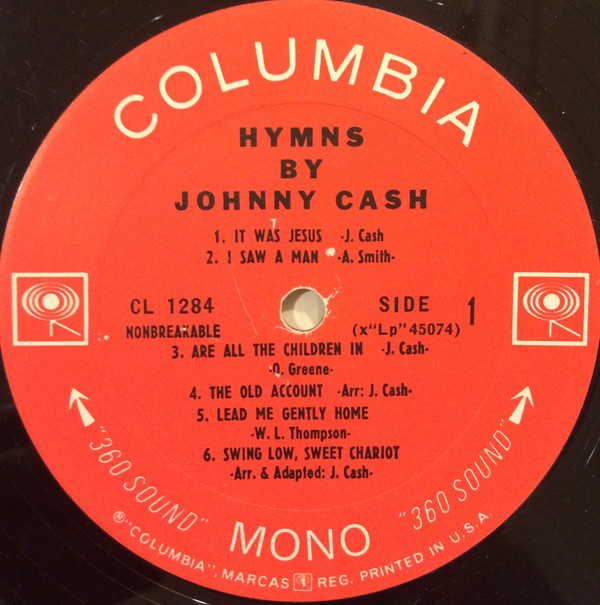 COLUMBIA
HYMNS
BY
JOHNNY CASH
1. IT WAS JESUS -J. Cash
2. I SAW A MAN -A. Smith-
CL 1284
NONBREAKABLE
SIDE 1
(x"Lp"45074)
3. ARE ALL THE CHILDREN IN -J. Cash-
-O. Greene-
4. THE OLD ACCOUNT -Arr: J. Cash-
5. LEAD ME GENTLY HOME
-W. L. Thompson-
6. SWING LOW, SWEET CHARIOT
-Arr. & Adapted: J. Cash-
"360 SOUND" MONO "360 SOUND"
® "COLUMBIA", MARCAS REG. PRINTED IN U.S.A.